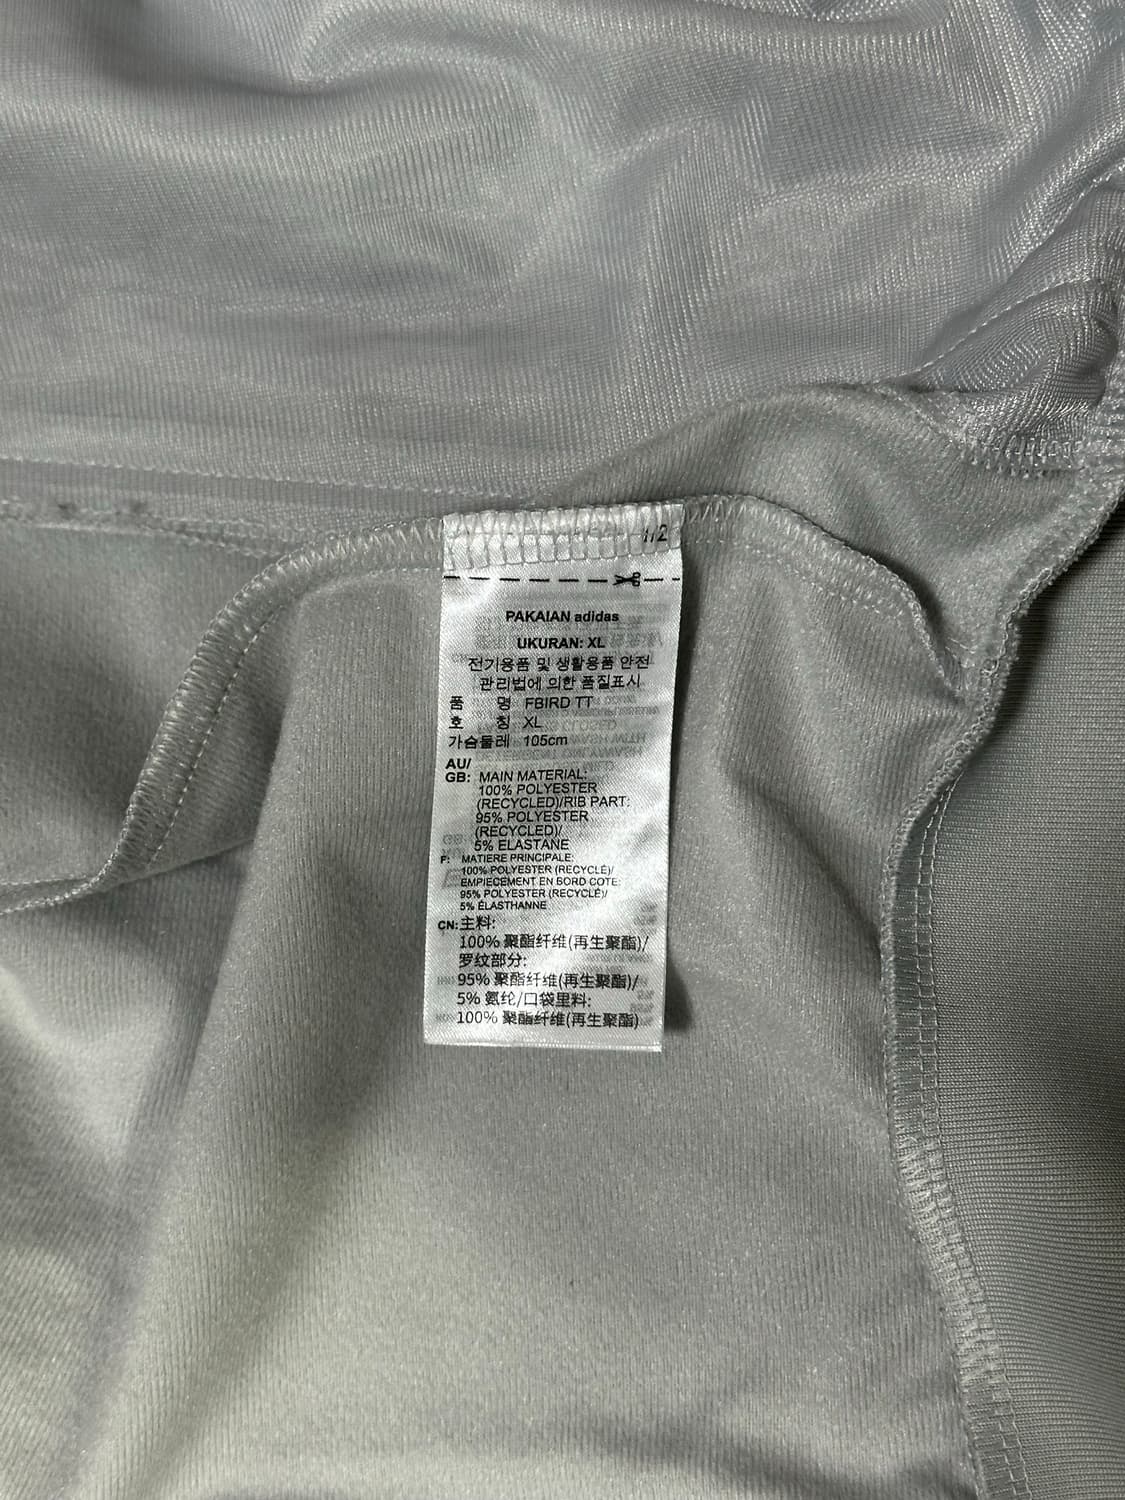 1/2
PAKAIAN adidas
UKURAN: XL
전기용품 및 생활용품 안전
관리법에 의한 품질표시
품 명 FBIRD TT
호 칭 XL
가슴둘레 105cm
AU/
GB: MAIN MATERIAL:
100% POLYESTER
(RECYCLED)/RIB PART:
95% POLYESTER
(RECYCLED)/
5% ELASTANE
F: MATIERE PRINCIPALE:
100% POLYESTER (RECYCLÉ)/
EMPIECEMENT EN BORD COTE:
95% POLYESTER (RECYCLÉ)/
5% ÉLASTHANNE
CN: 主料:
100% 聚酯纤维(再生聚酯)/
罗纹部分:
95% 聚酯纤维(再生聚酯)/
5% 氨纶/口袋里料:
100% 聚酯纤维(再生聚酯)